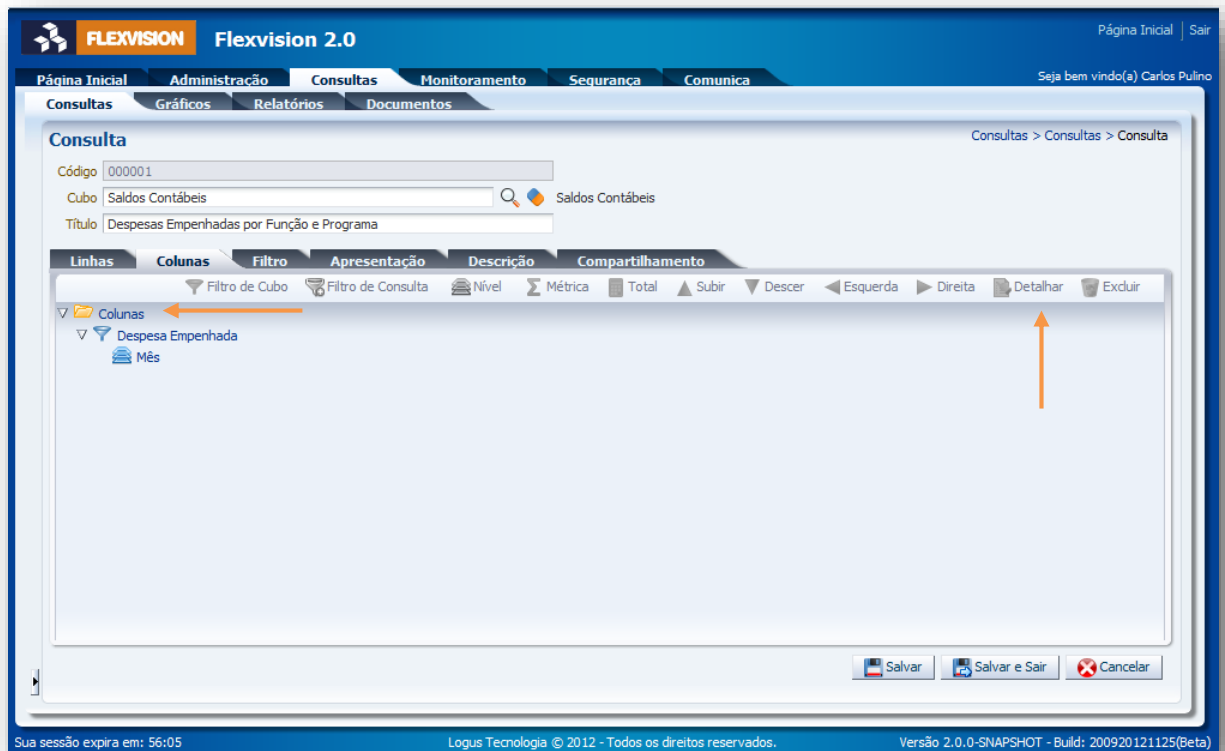 FLEXVISION Flexvision 2.0 Página Inicial Sair
Página Inicial Administração Consultas Monitoramento Segurança Comunica Seja bem vindo(a) Carlos Pulino
Consultas Gráficos Relatórios Documentos
Consulta Consultas > Consultas > Consulta
Código 000001
Cubo Saldos Contábeis Saldos Contábeis
Título Despesas Empenhadas por Função e Programa
Linhas Colunas Filtro Apresentação Descrição Compartilhamento
Filtro de Cubo Filtro de Consulta Nível Métrica Total Subir Descer Esquerda Direita Detalhar Excluir
Colunas
Despesa Empenhada
Mês
Salvar Salvar e Sair Cancelar
Sua sessão expira em: 56:05 Logus Tecnologia © 2012 - Todos os direitos reservados. Versão 2.0.0-SNAPSHOT - Build: 200920121125(Beta)